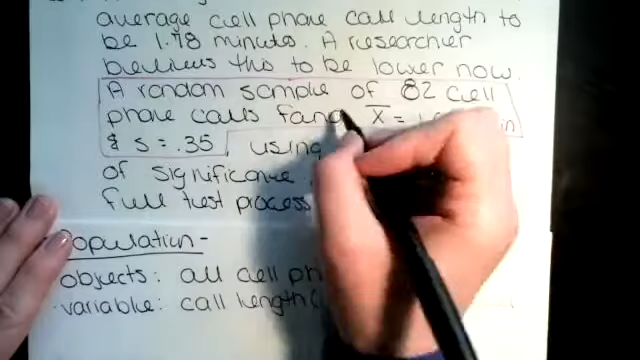 average cell phone call length to
be 1.78 minutes. A researcher
believes this to be lower now.
A random sample of 82 cell
phone calls found x̄ = 1. in
& s = .35 using
of significance
full test process
Population-
objects: all cell ph
variable: call length